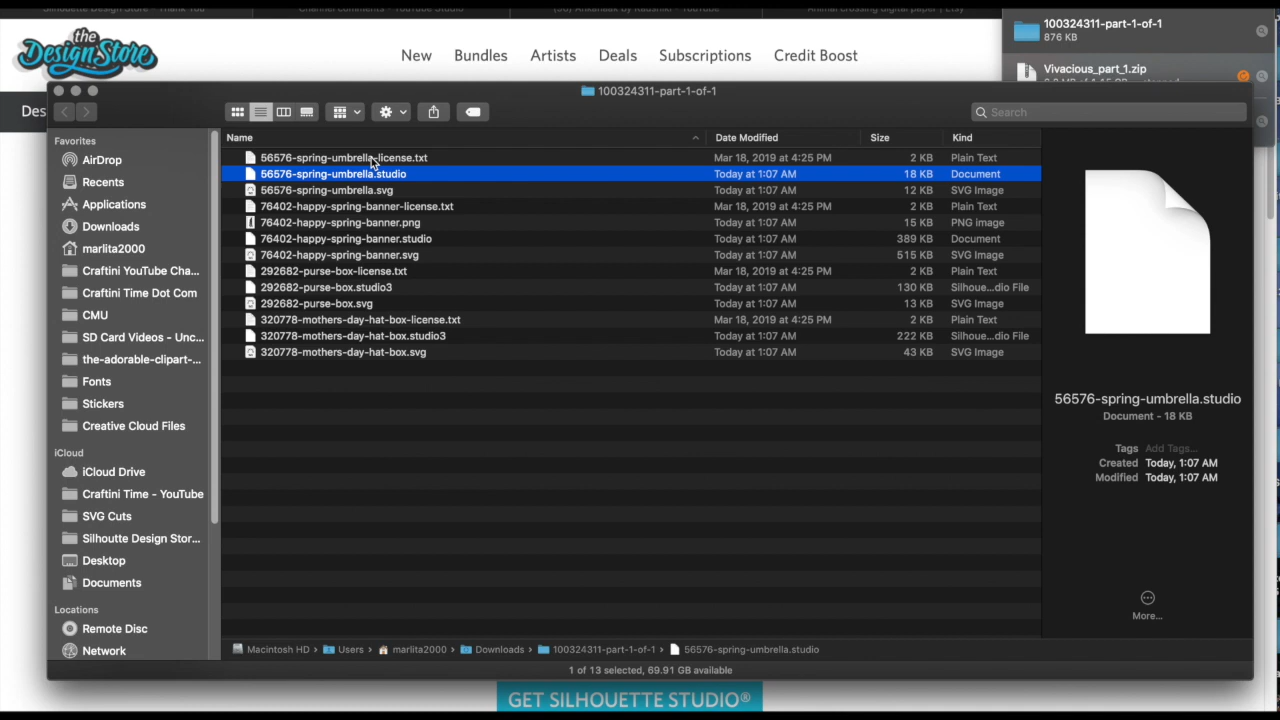 Silhouette Design Store - Thank You
Channel comments - YouTube Studio
Animal crossing digital paper | Etsy
100324311-part-1-of-1
876 KB
the
DesignStore
New Bundles Artists Deals Subscriptions Credit Boost
Vivacious_part_1.zip
100324311-part-1-of-1
Des
Search
Favorites
AirDrop
Recents
Applications
Downloads
marlita2000
Craftini YouTube Cha...
Craftini Time Dot Com
CMU
SD Card Videos - Unc...
the-adorable-clipart-...
Fonts
Stickers
Creative Cloud Files
iCloud
iCloud Drive
Craftini Time - YouTube
SVG Cuts
Silhoutte Design Stor...
Desktop
Documents
Locations
Remote Disc
Network
Name Date Modified Size Kind
56576-spring-umbrella-license.txt Mar 18, 2019 at 4:25 PM 2 KB Plain Text
56576-spring-umbrella.studio Today at 1:07 AM 18 KB Document
56576-spring-umbrella.svg Today at 1:07 AM 12 KB SVG Image
76402-happy-spring-banner-license.txt Mar 18, 2019 at 4:25 PM 2 KB Plain Text
76402-happy-spring-banner.png Today at 1:07 AM 15 KB PNG image
76402-happy-spring-banner.studio Today at 1:07 AM 389 KB Document
76402-happy-spring-banner.svg Today at 1:07 AM 515 KB SVG Image
292682-purse-box-license.txt Mar 18, 2019 at 4:25 PM 2 KB Plain Text
292682-purse-box.studio3 Today at 1:07 AM 130 KB Silhoue...dio File
292682-purse-box.svg Today at 1:07 AM 13 KB SVG Image
320778-mothers-day-hat-box-license.txt Mar 18, 2019 at 4:25 PM 2 KB Plain Text
320778-mothers-day-hat-box.studio3 Today at 1:07 AM 222 KB Silhoue...dio File
320778-mothers-day-hat-box.svg Today at 1:07 AM 43 KB SVG Image
56576-spring-umbrella.studio
Document - 18 KB
Tags Add Tags...
Created Today, 1:07 AM
Modified Today, 1:07 AM
More...
Macintosh HD › Users › marlita2000 › Downloads › 100324311-part-1-of-1 › 56576-spring-umbrella.studio
1 of 13 selected, 69.91 GB available
GET SILHOUETTE STUDIO®